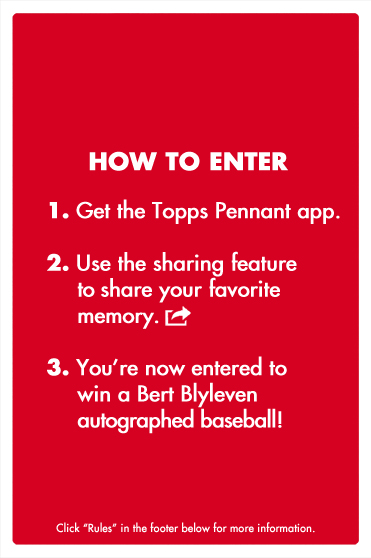 HOW TO ENTER
1. Get the Topps Pennant app.
2. Use the sharing feature
to share your favorite
memory.
3. You’re now entered to
win a Bert Blyleven
autographed baseball!
Click “Rules” in the footer below for more information.